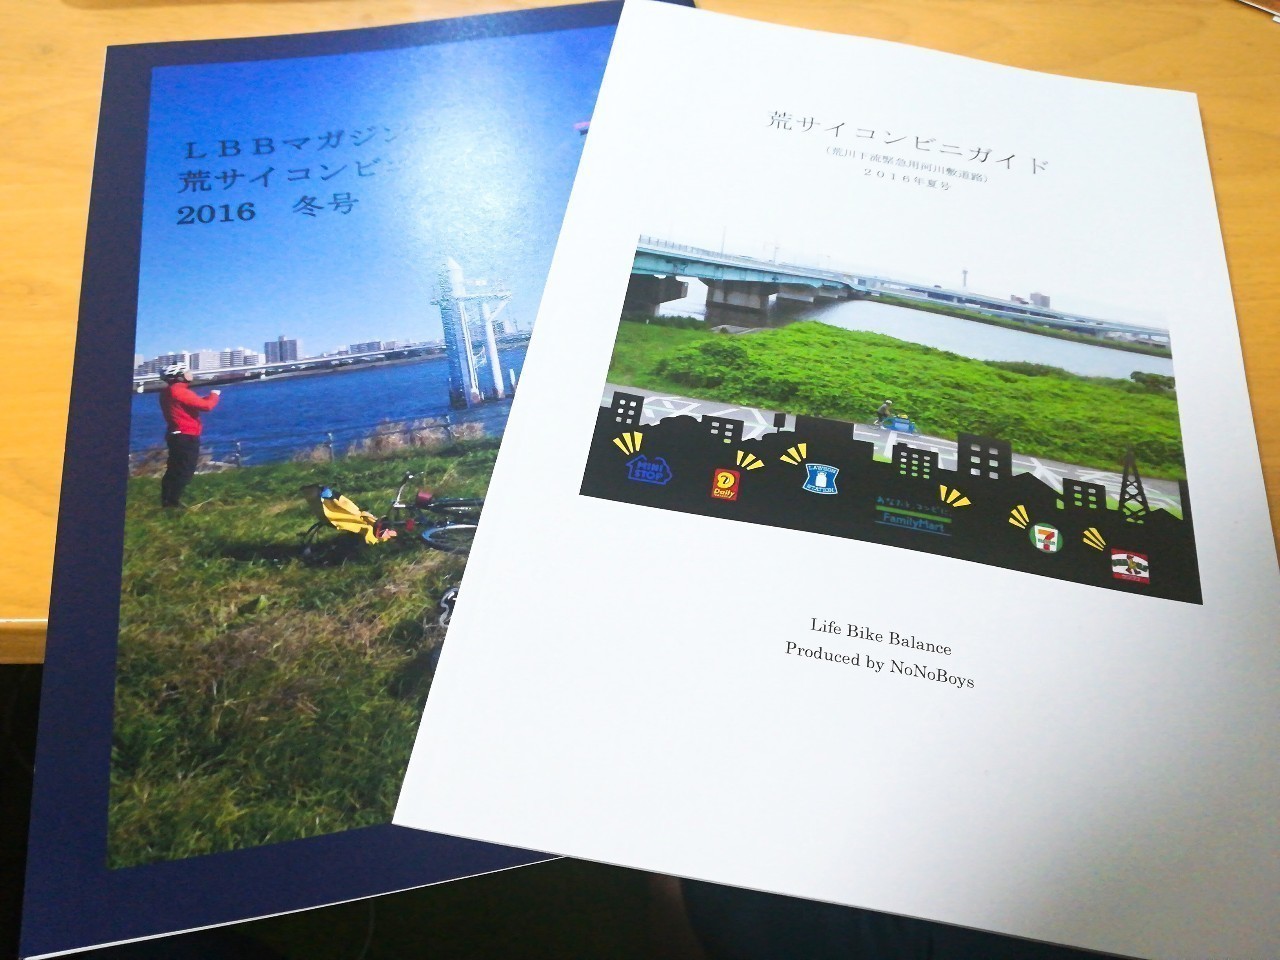 LBBマガジン
荒サイコンビニ
2016 冬号
荒サイコンビニガイド
(荒川下流緊急用河川敷道路)
2016年夏号
MINI
STOP
Daily
LAWSON
STATION
あなたと、コンビに
FamilyMart
7
Life Bike Balance
Produced by NoNoBoys